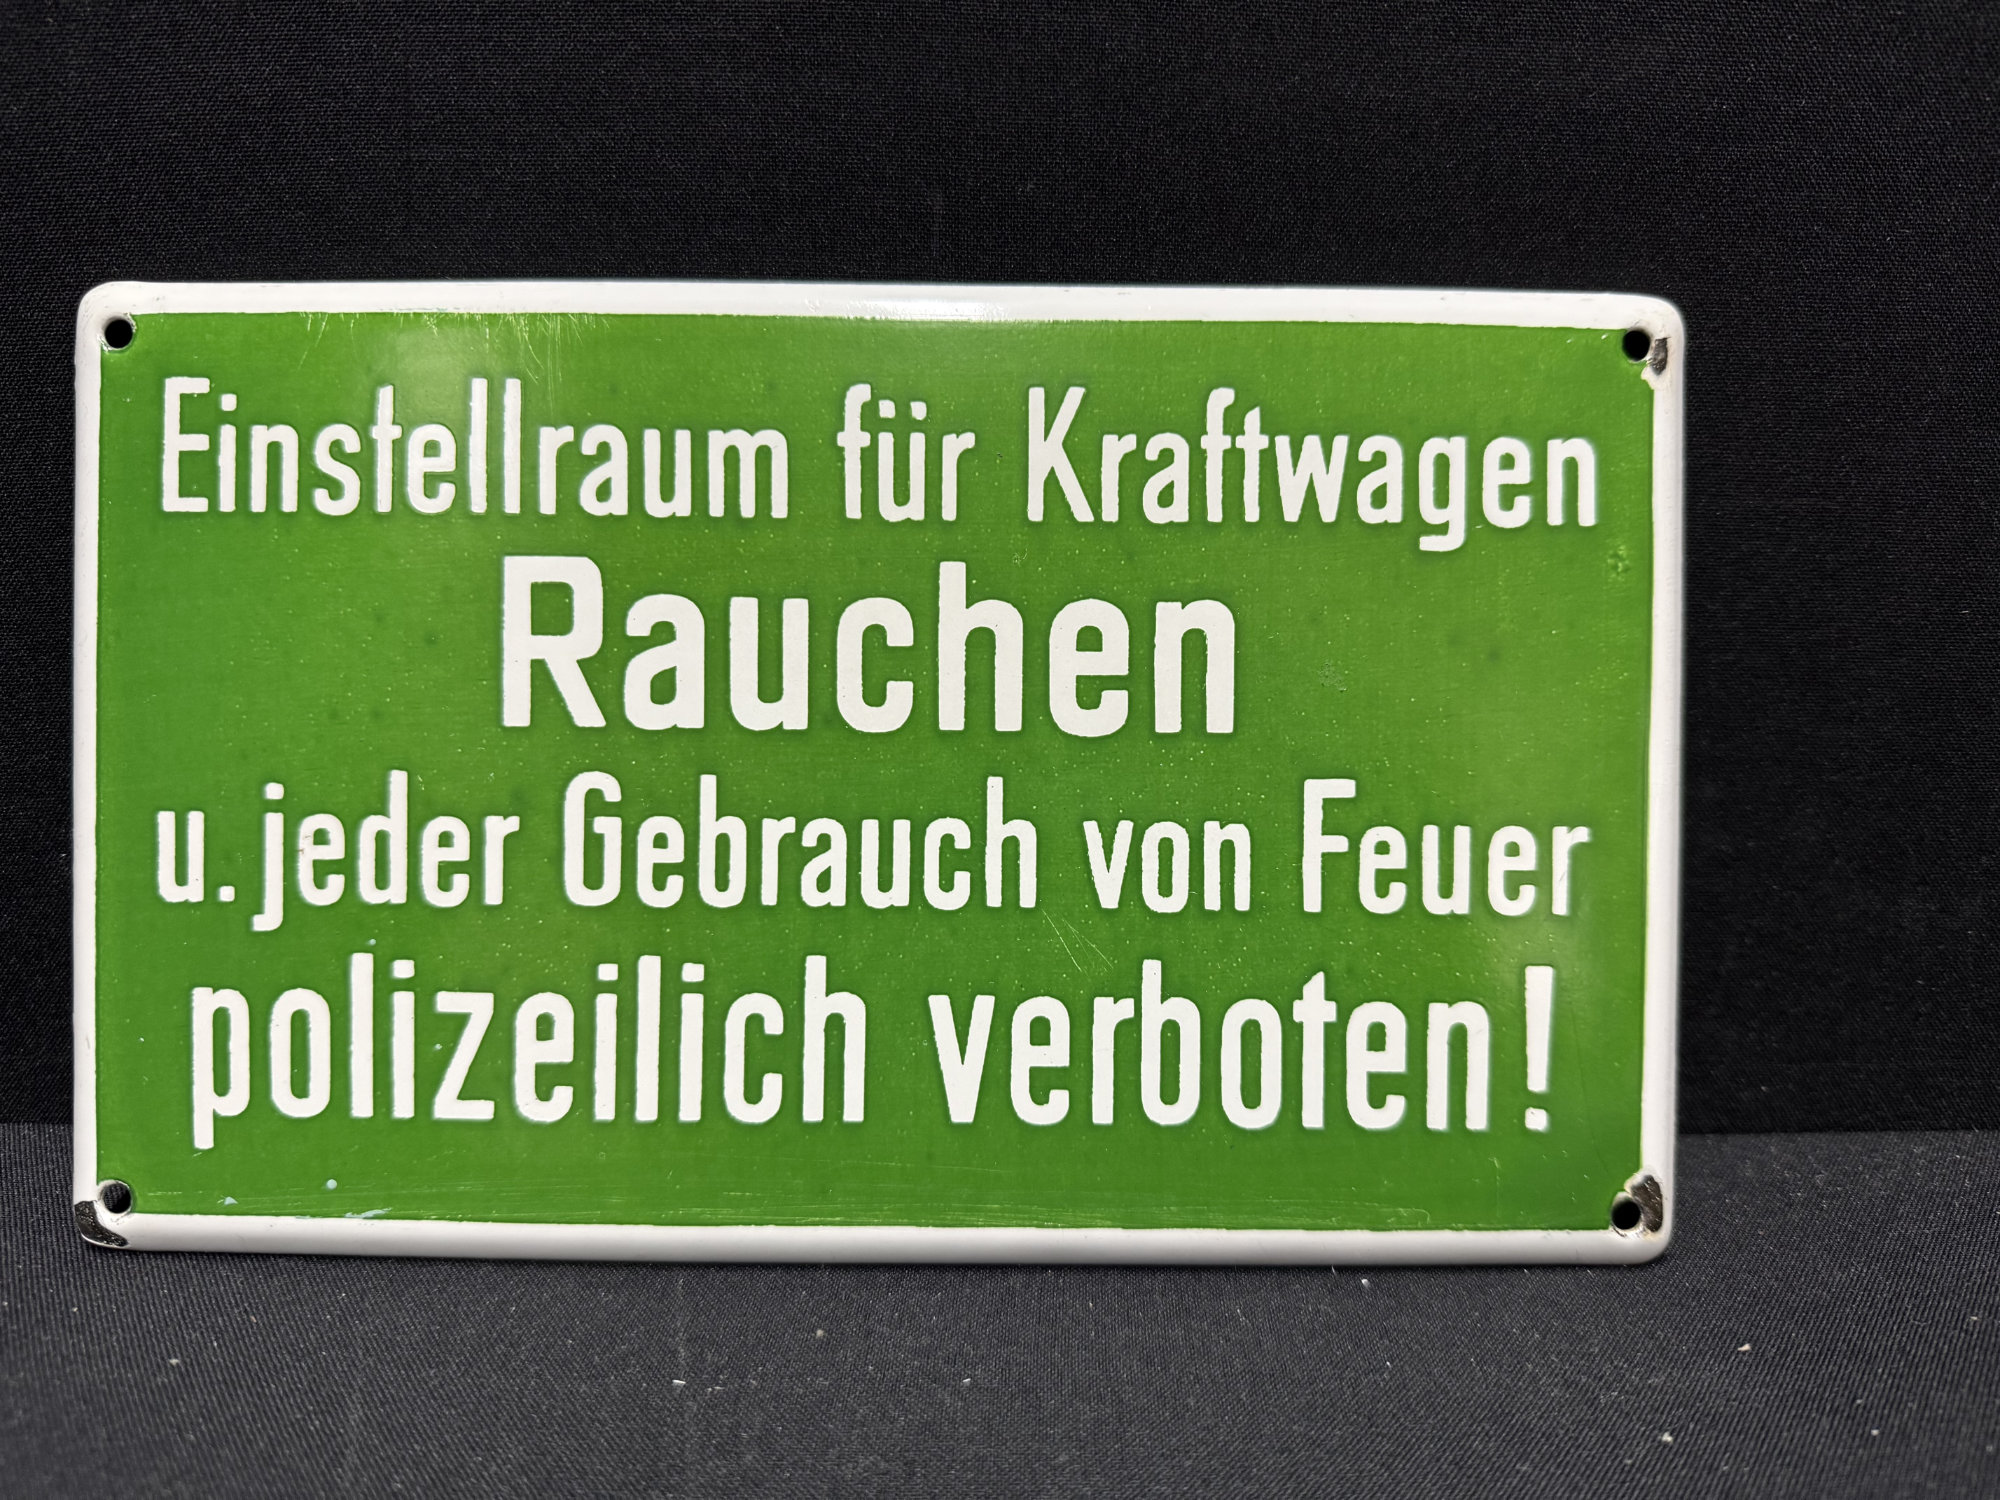 Einstellraum für Kraftwagen
Rauchen
u. jeder Gebrauch von Feuer
polizeilich verboten!